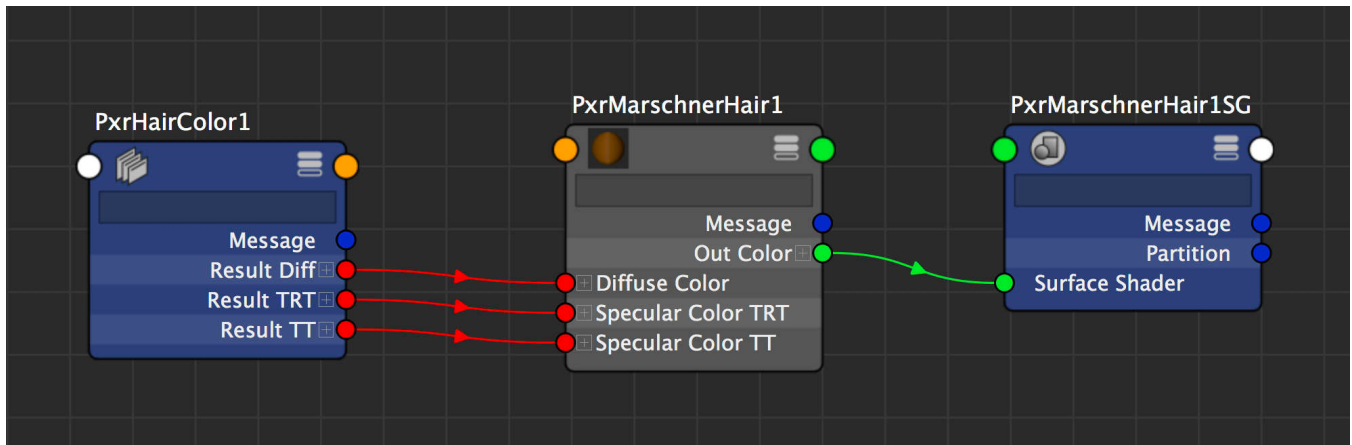 PxrHairColor1
Message
Result Diff
Result TRT
Result TT
PxrMarschnerHair1
Message
Out Color
Diffuse Color
Specular Color TRT
Specular Color TT
PxrMarschnerHair1SG
Message
Partition
Surface Shader